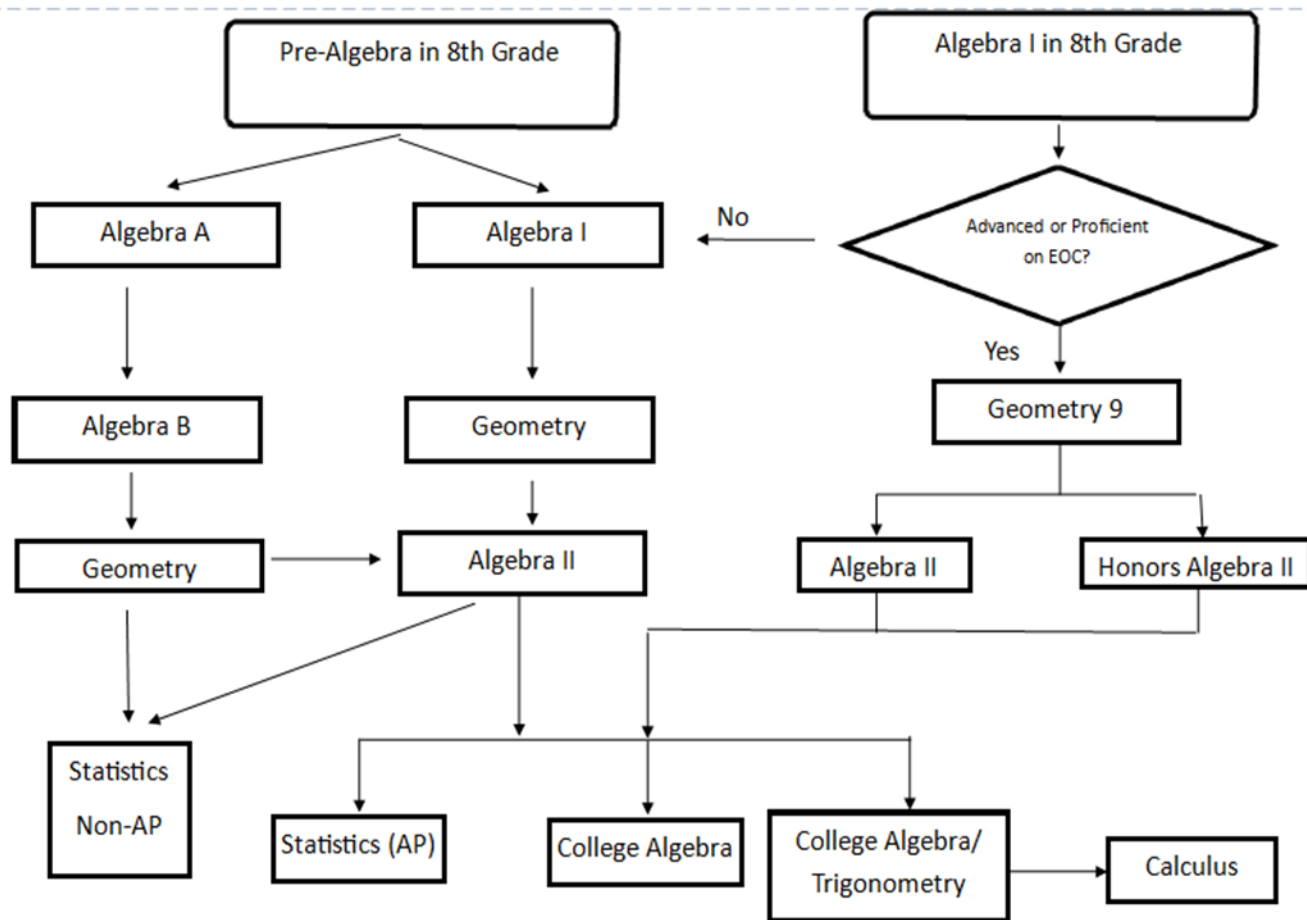 Pre-Algebra in 8th Grade
Algebra I in 8th Grade
Algebra A
Algebra I
No
Advanced or Proficient
on EOC?
Yes
Algebra B
Geometry
Geometry 9
Geometry
Algebra II
Algebra II
Honors Algebra II
Statistics
Non-AP
Statistics (AP)
College Algebra
College Algebra/
Trigonometry
Calculus